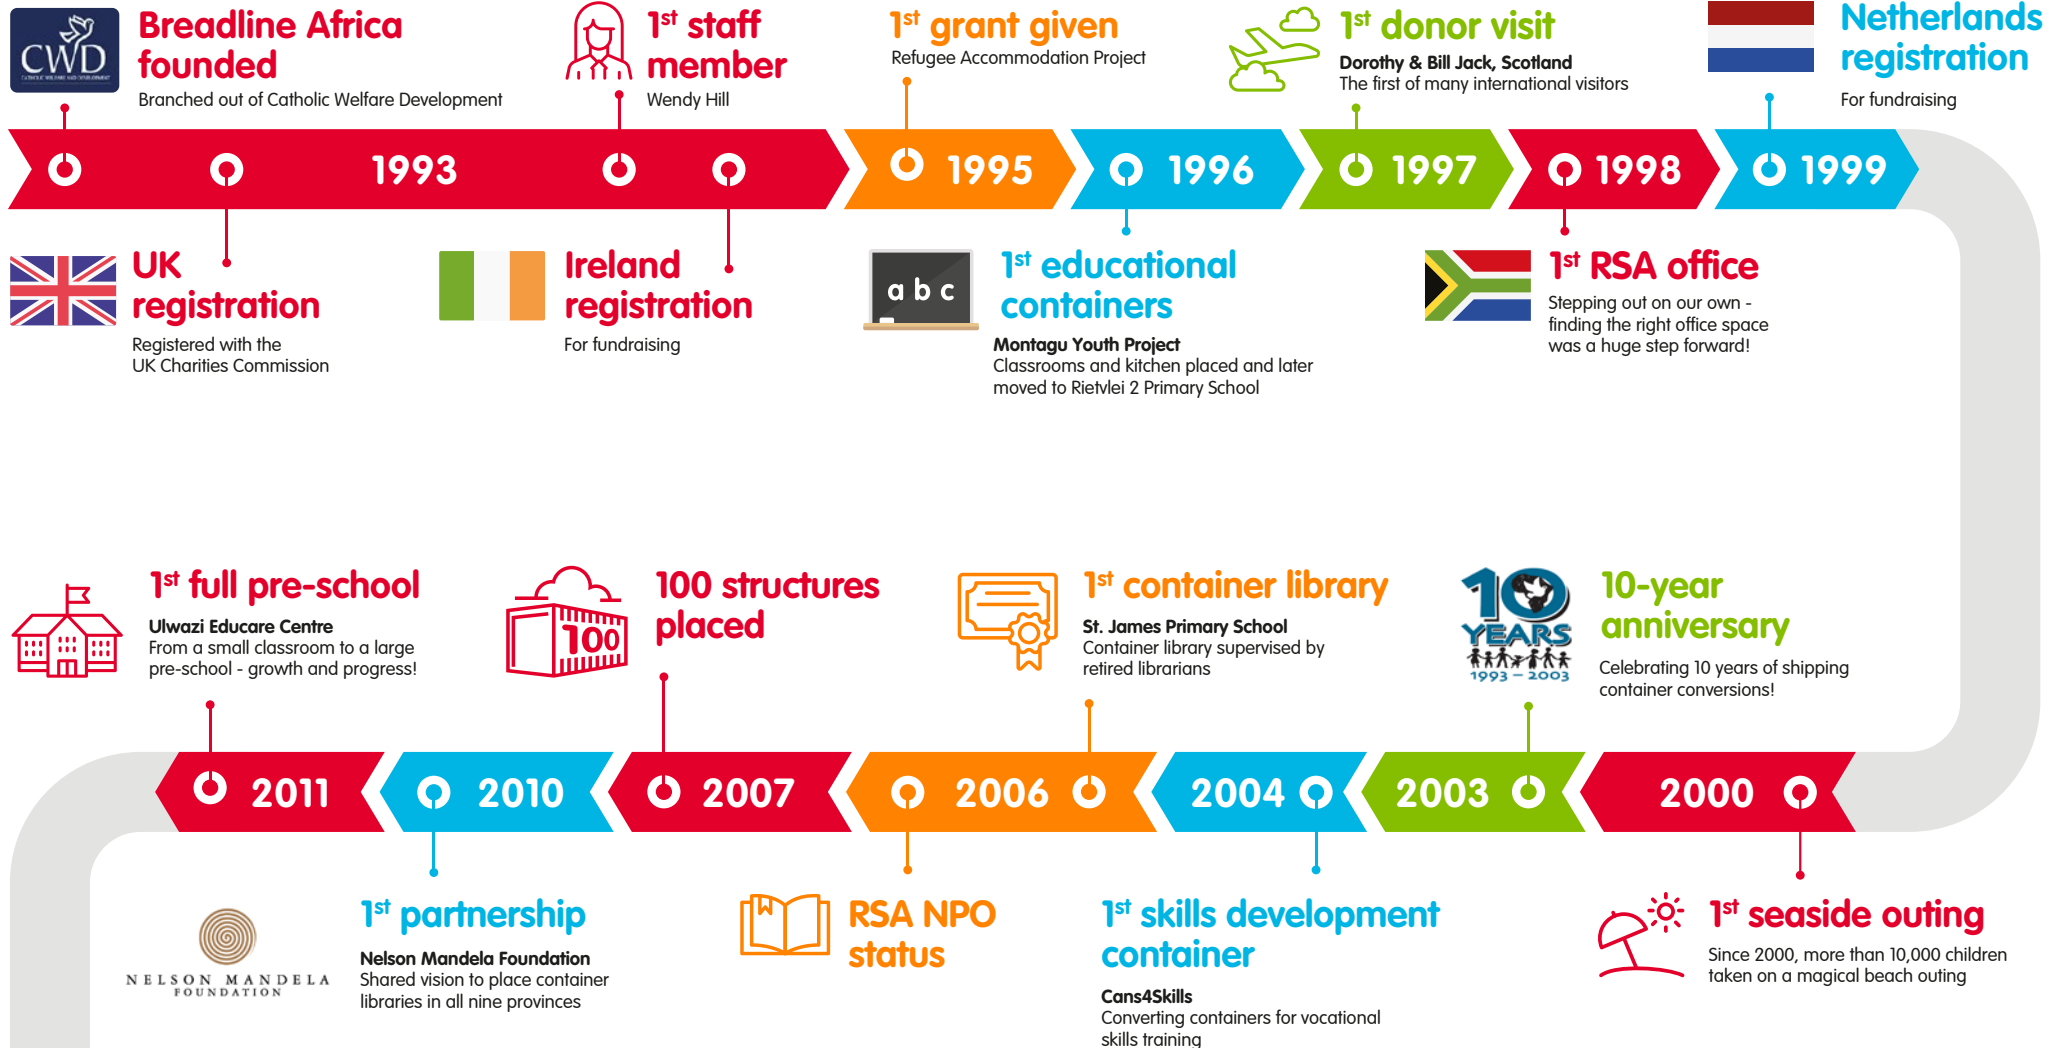 CWD
Breadline Africa
founded
Branched out of Catholic Welfare Development
1st staff
member
Wendy Hill
1st grant given
Refugee Accommodation Project
1st donor visit
Dorothy & Bill Jack, Scotland
The first of many international visitors
Netherlands
registration
For fundraising
1993
1995
1996
1997
1998
1999
UK
registration
Registered with the
UK Charities Commission
Ireland
registration
For fundraising
a b c
1st educational
containers
Montagu Youth Project
Classrooms and kitchen placed and later
moved to Rietvlei 2 Primary School
1st RSA office
Stepping out on our own -
finding the right office space
was a huge step forward!
1st full pre-school
Ulwazi Educare Centre
From a small classroom to a large
pre-school - growth and progress!
100
100 structures
placed
1st container library
St. James Primary School
Container library supervised by
retired librarians
10
YEARS
1993 – 2003
10-year
anniversary
Celebrating 10 years of shipping
container conversions!
2011
2010
2007
2006
2004
2003
2000
NELSON MANDELA
FOUNDATION
1st partnership
Nelson Mandela Foundation
Shared vision to place container
libraries in all nine provinces
RSA NPO
status
1st skills development
container
Cans4Skills
Converting containers for vocational
skills training
1st seaside outing
Since 2000, more than 10,000 children
taken on a magical beach outing